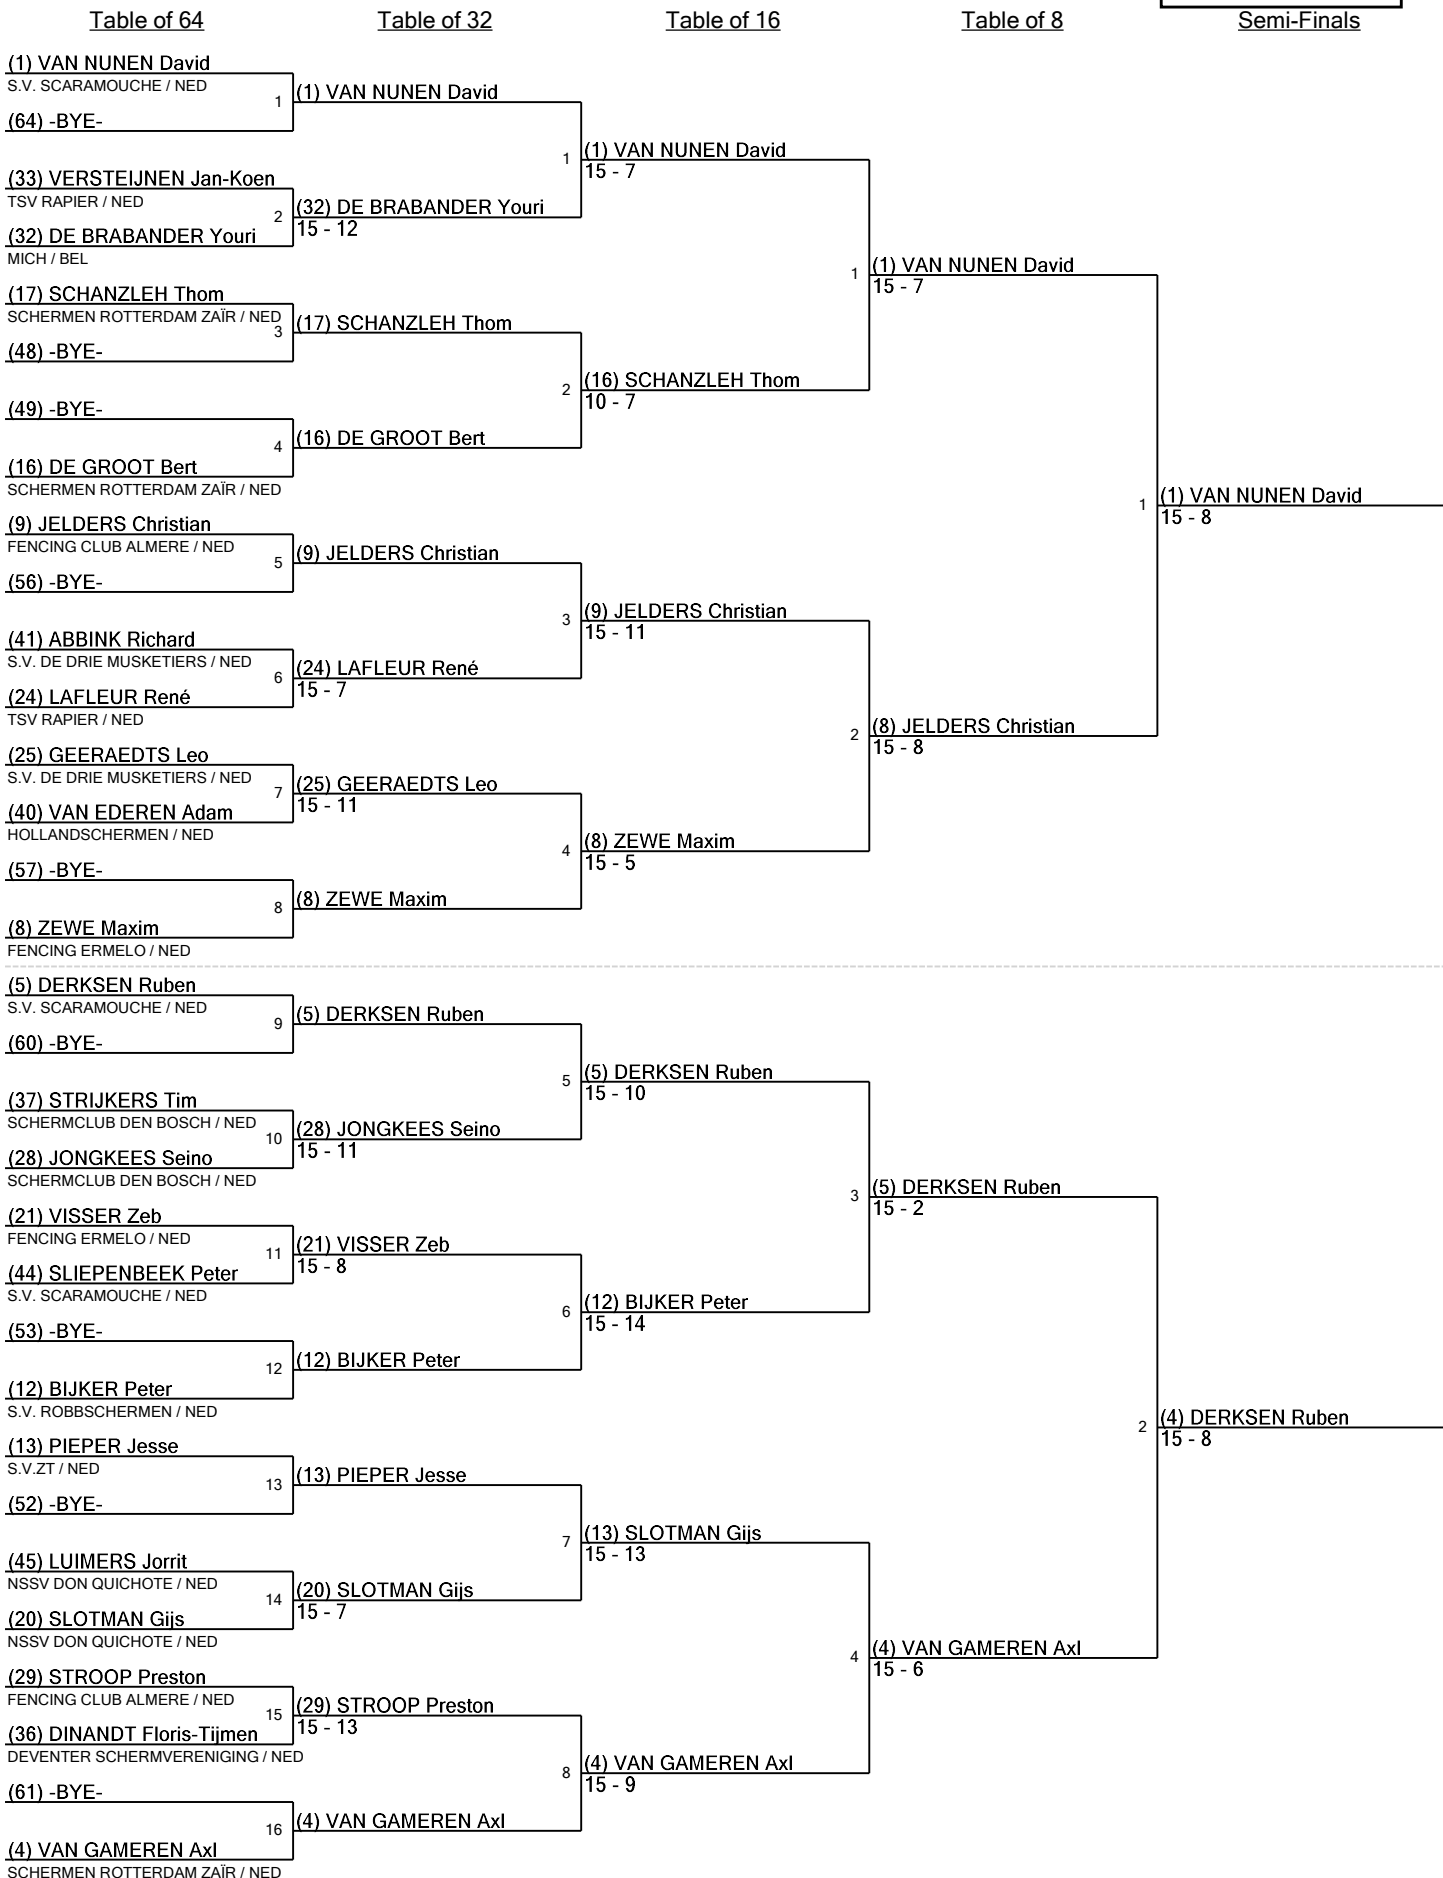 Table of 64
Table of 32
Table of 16
Table of 8
Semi-Finals
(1) VAN NUNEN David
S.V. SCARAMOUCHE / NED
1
(64) -BYE-
(33) VERSTEIJNEN Jan-Koen
TSV RAPIER / NED
2
(32) DE BRABANDER Youri
MICH / BEL
(17) SCHANZLEH Thom
SCHERMEN ROTTERDAM ZAÏR / NED
3
(48) -BYE-
(49) -BYE-
4
(16) DE GROOT Bert
SCHERMEN ROTTERDAM ZAÏR / NED
(9) JELDERS Christian
FENCING CLUB ALMERE / NED
5
(56) -BYE-
(41) ABBINK Richard
S.V. DE DRIE MUSKETIERS / NED
6
(24) LAFLEUR René
TSV RAPIER / NED
(25) GEERAEDTS Leo
S.V. DE DRIE MUSKETIERS / NED
7
(40) VAN EDEREN Adam
HOLLANDSCHERMEN / NED
(57) -BYE-
8
(8) ZEWE Maxim
FENCING ERMELO / NED
(5) DERKSEN Ruben
S.V. SCARAMOUCHE / NED
9
(60) -BYE-
(37) STRIJKERS Tim
SCHERMCLUB DEN BOSCH / NED
10
(28) JONGKEES Seino
SCHERMCLUB DEN BOSCH / NED
(21) VISSER Zeb
FENCING ERMELO / NED
11
(44) SLIEPENBEEK Peter
S.V. SCARAMOUCHE / NED
(53) -BYE-
12
(12) BIJKER Peter
S.V. ROBBSCHERMEN / NED
(13) PIEPER Jesse
S.V.ZT / NED
13
(52) -BYE-
(45) LUIMERS Jorrit
NSSV DON QUICHOTE / NED
14
(20) SLOTMAN Gijs
NSSV DON QUICHOTE / NED
(29) STROOP Preston
FENCING CLUB ALMERE / NED
15
(36) DINANDT Floris-Tijmen
DEVENTER SCHERMVERENIGING / NED
(61) -BYE-
16
(4) VAN GAMEREN Axl
SCHERMEN ROTTERDAM ZAÏR / NED
(1) VAN NUNEN David
1
(32) DE BRABANDER Youri
15 - 12
(17) SCHANZLEH Thom
2
(16) DE GROOT Bert
(9) JELDERS Christian
3
(24) LAFLEUR René
15 - 7
(25) GEERAEDTS Leo
15 - 11
4
(8) ZEWE Maxim
(5) DERKSEN Ruben
5
(28) JONGKEES Seino
15 - 11
(21) VISSER Zeb
15 - 8
6
(12) BIJKER Peter
(13) PIEPER Jesse
7
(20) SLOTMAN Gijs
15 - 7
(29) STROOP Preston
15 - 13
8
(4) VAN GAMEREN Axl
(1) VAN NUNEN David
15 - 7
1
(16) SCHANZLEH Thom
10 - 7
(9) JELDERS Christian
15 - 11
2
(8) ZEWE Maxim
15 - 5
(5) DERKSEN Ruben
15 - 10
3
(12) BIJKER Peter
15 - 14
(13) SLOTMAN Gijs
15 - 13
4
(4) VAN GAMEREN Axl
15 - 9
(1) VAN NUNEN David
15 - 7
1
(8) JELDERS Christian
15 - 8
(5) DERKSEN Ruben
15 - 2
2
(4) VAN GAMEREN Axl
15 - 6
(1) VAN NUNEN David
15 - 8
(4) DERKSEN Ruben
15 - 8